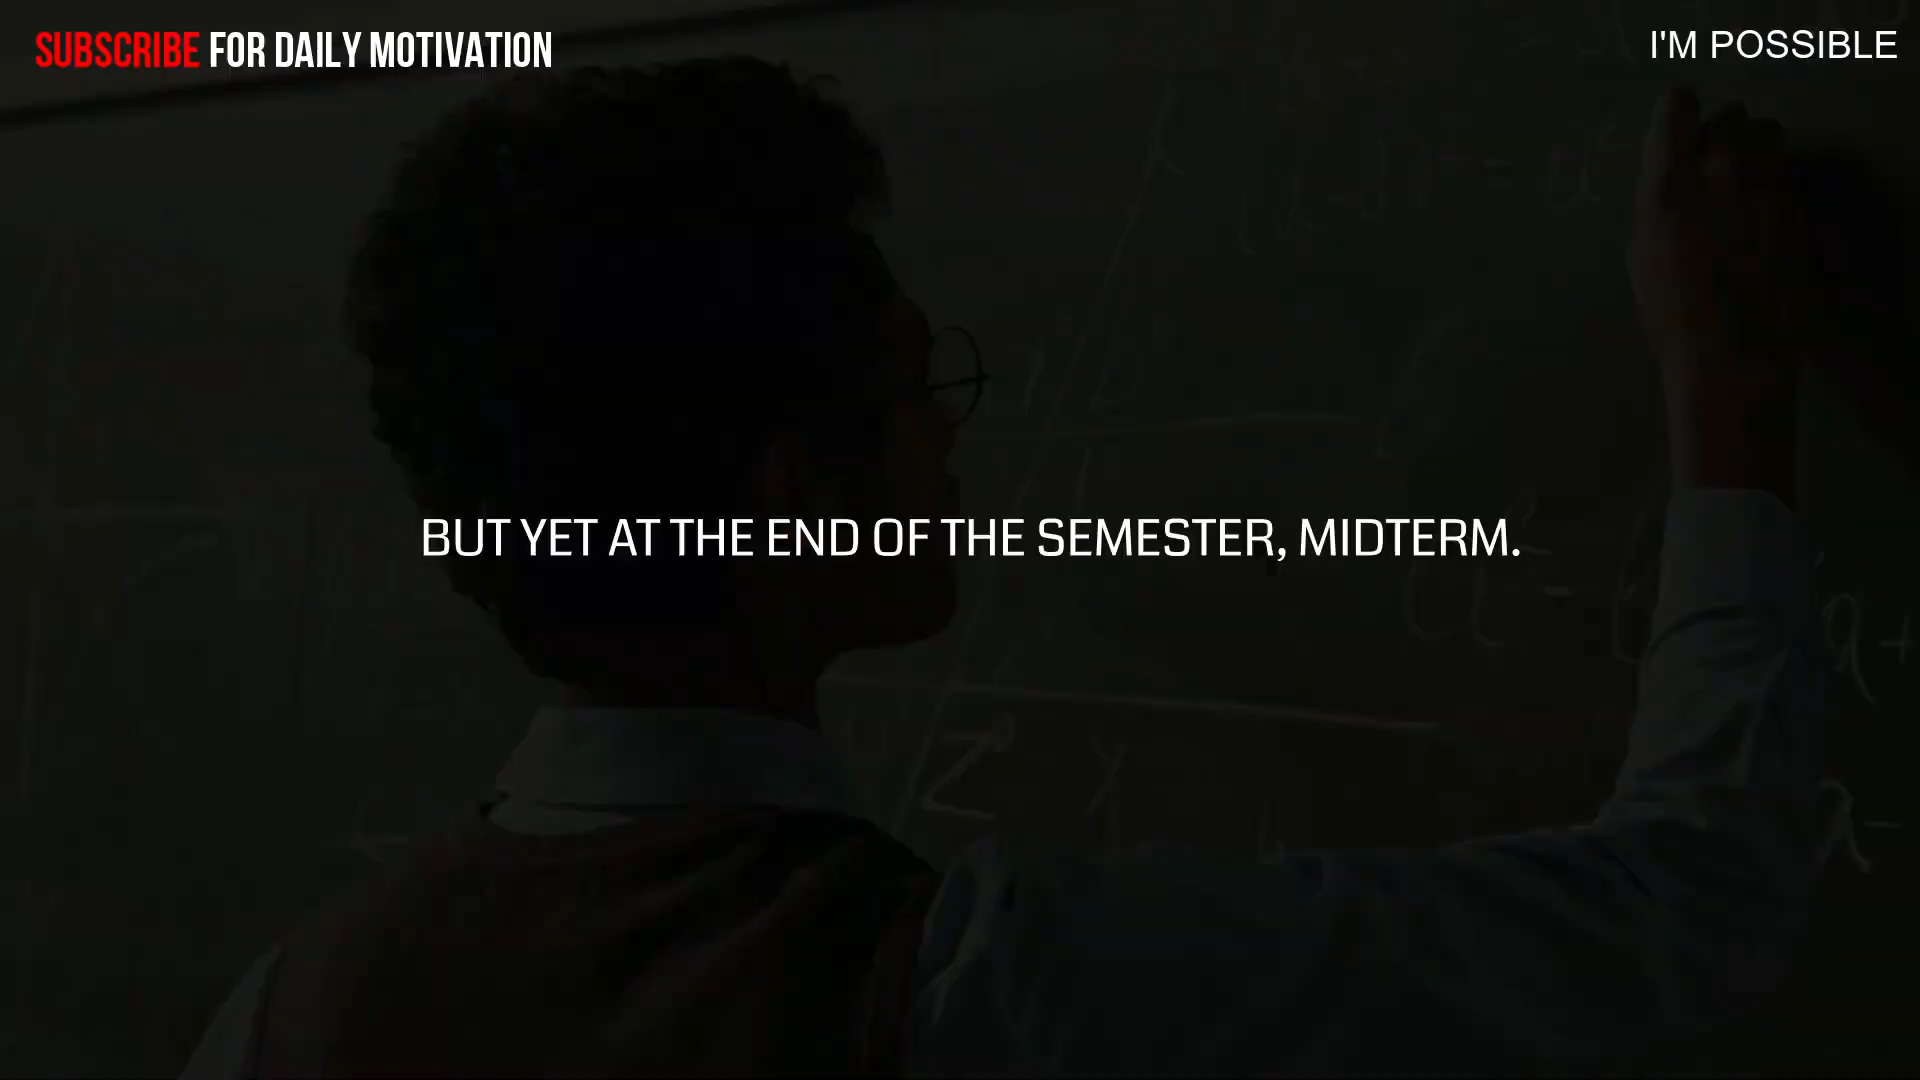 SUBSCRIBE FOR DAILY MOTIVATION
I'M POSSIBLE
BUT YET AT THE END OF THE SEMESTER, MIDTERM.